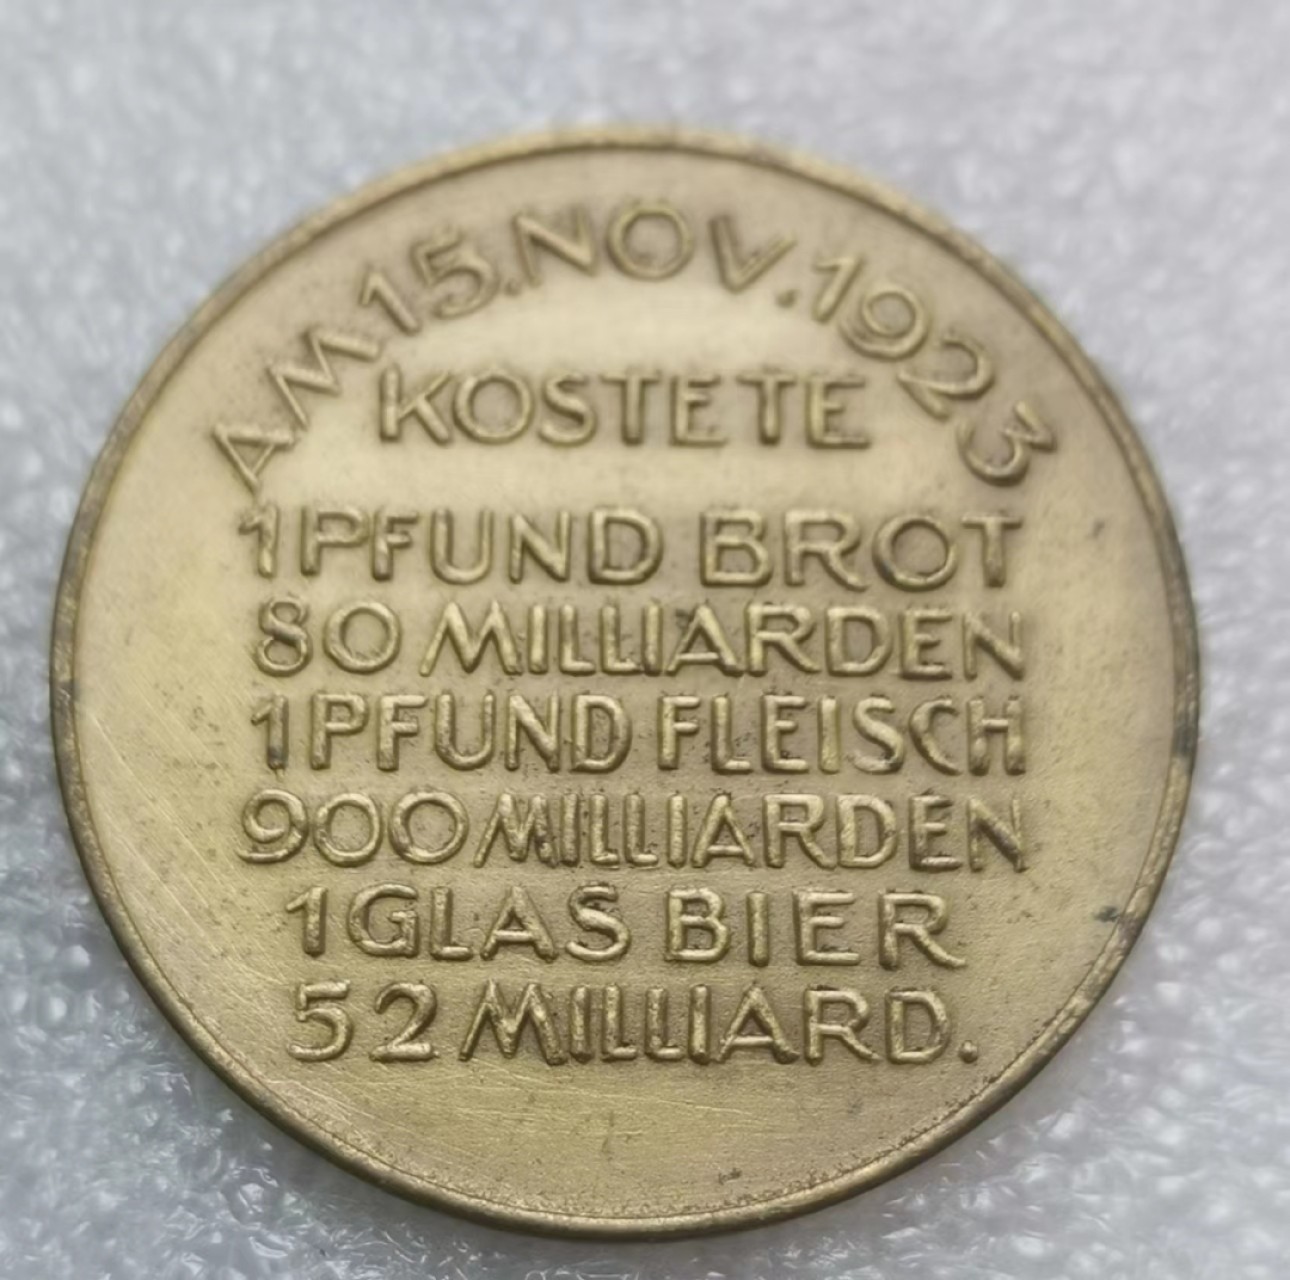 AM 15. NOV. 1923
KOSTETE
1 PFUND BROT
80 MILLIARDEN
1 PFUND FLEISCH
900 MILLIARDEN
1 GLAS BIER
52 MILLIARD.